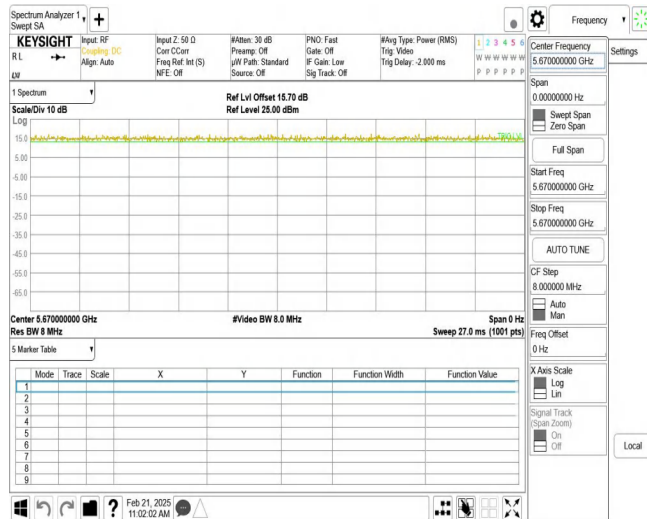 Spectrum Analyzer 1
Swept SA
Frequency
KEYSIGHT
RL
Input: RF
Coupling: DC
Align: Auto
Input Z: 50 Ω
Corr CCorr
Freq Ref: Int (S)
NFE: Off
#Atten: 30 dB
Preamp: Off
µW Path: Standard
Source: Off
PNO: Fast
Gate: Off
IF Gain: Low
Sig Track: Off
#Avg Type: Power (RMS)
Trig: Video
Trig Delay: -2.000 ms
1 2 3 4 5 6
W W W W W W
P P P P P P
1 Spectrum
Scale/Div 10 dB
Log
Ref Lvl Offset 15.70 dB
Ref Level 25.00 dBm
TRIG LVL
15.0
5.00
-5.00
-15.0
-25.0
-35.0
-45.0
-55.0
-65.0
Center 5.670000000 GHz
Res BW 8 MHz
#Video BW 8.0 MHz
Span 0 Hz
Sweep 27.0 ms (1001 pts)
5 Marker Table
Mode Trace Scale X Y Function Function Width Function Value
1
2
3
4
5
6
7
8
9
Feb 21, 2025
11:02:02 AM
?
Center Frequency
5.670000000 GHz
Settings
Span
0.00000000 Hz
Swept Span
Zero Span
Full Span
Start Freq
5.670000000 GHz
Stop Freq
5.670000000 GHz
AUTO TUNE
CF Step
8.000000 MHz
Auto
Man
Freq Offset
0 Hz
X Axis Scale
Log
Lin
Signal Track
(Span Zoom)
On
Off
Local